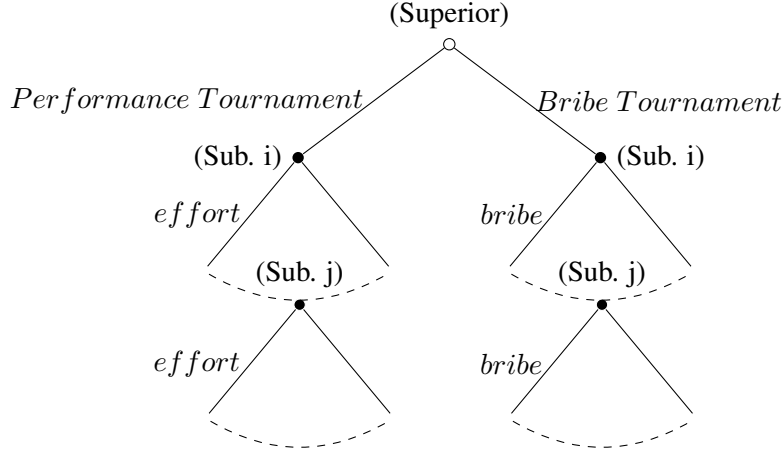 (Superior)
Performance Tournament
Bribe Tournament
(Sub. i)
(Sub. i)
effort
bribe
(Sub. j)
(Sub. j)
effort
bribe